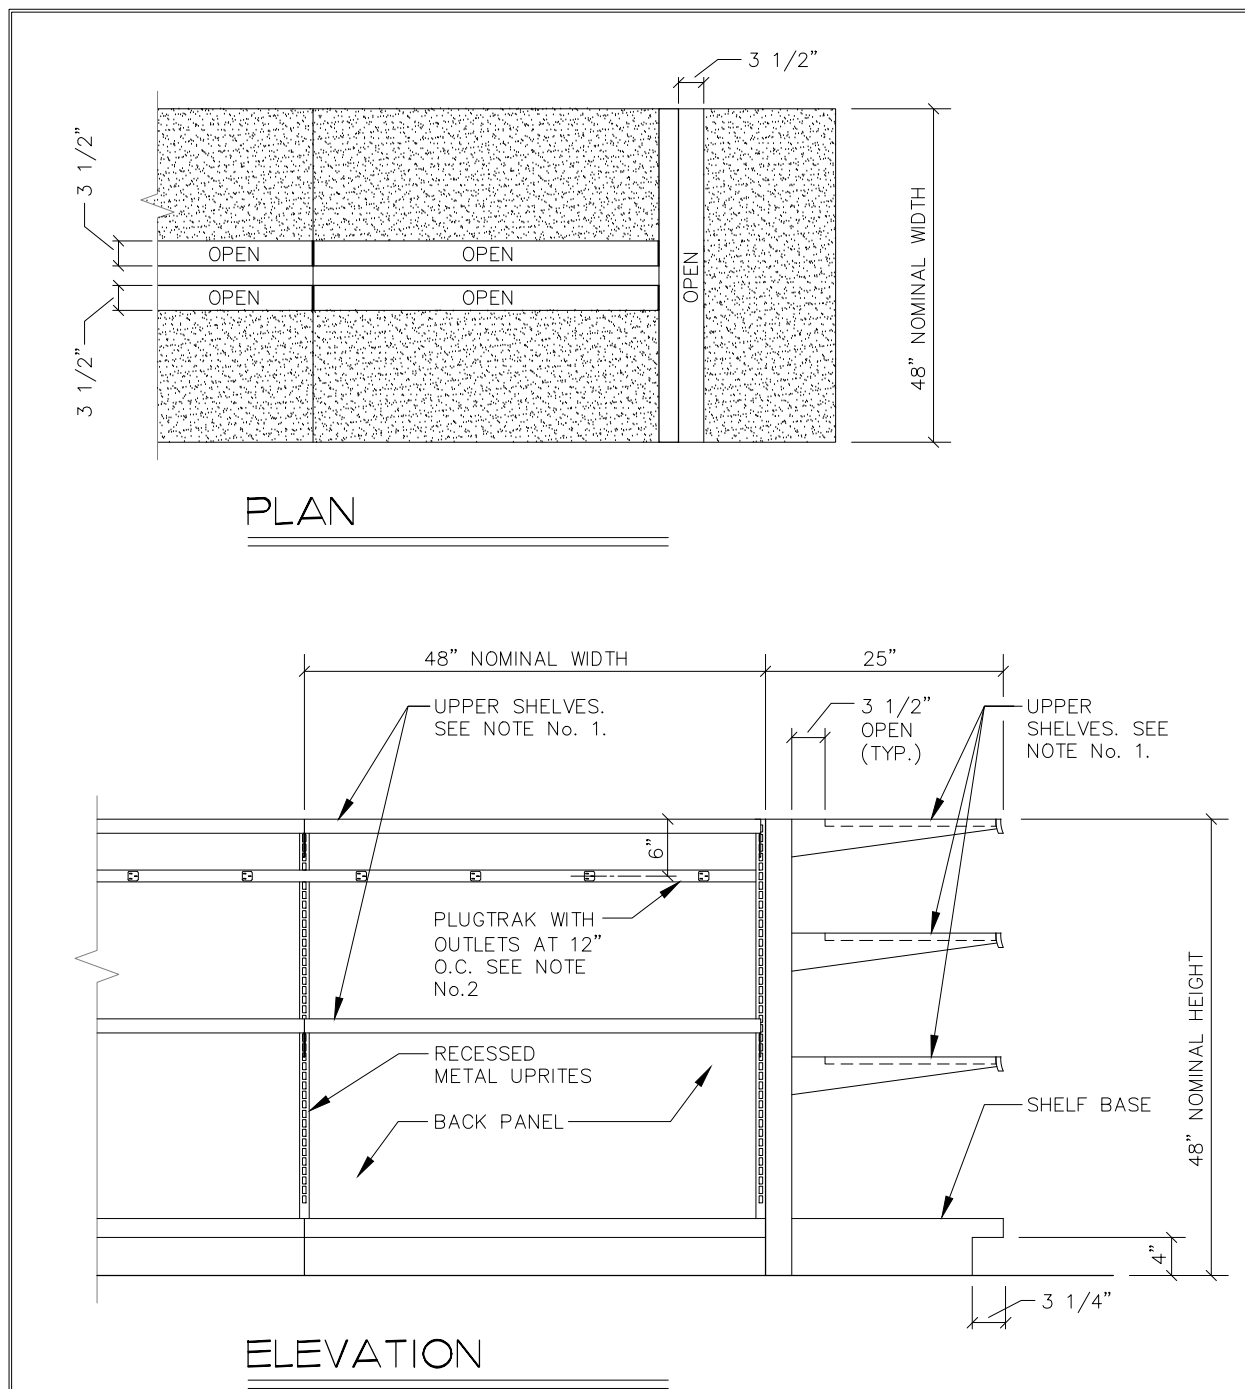 3 1/2”
3 1/2”
OPEN
OPEN
OPEN
OPEN
OPEN
3 1/2”
48” NOMINAL WIDTH
PLAN
48” NOMINAL WIDTH
25”
UPPER SHELVES.
SEE NOTE No. 1.
3 1/2”
OPEN
(TYP.)
UPPER
SHELVES. SEE
NOTE No. 1.
6”
PLUGTRAK WITH
OUTLETS AT 12”
O.C. SEE NOTE
No.2
RECESSED
METAL UPRITES
BACK PANEL
SHELF BASE
48” NOMINAL HEIGHT
4”
3 1/4”
ELEVATION